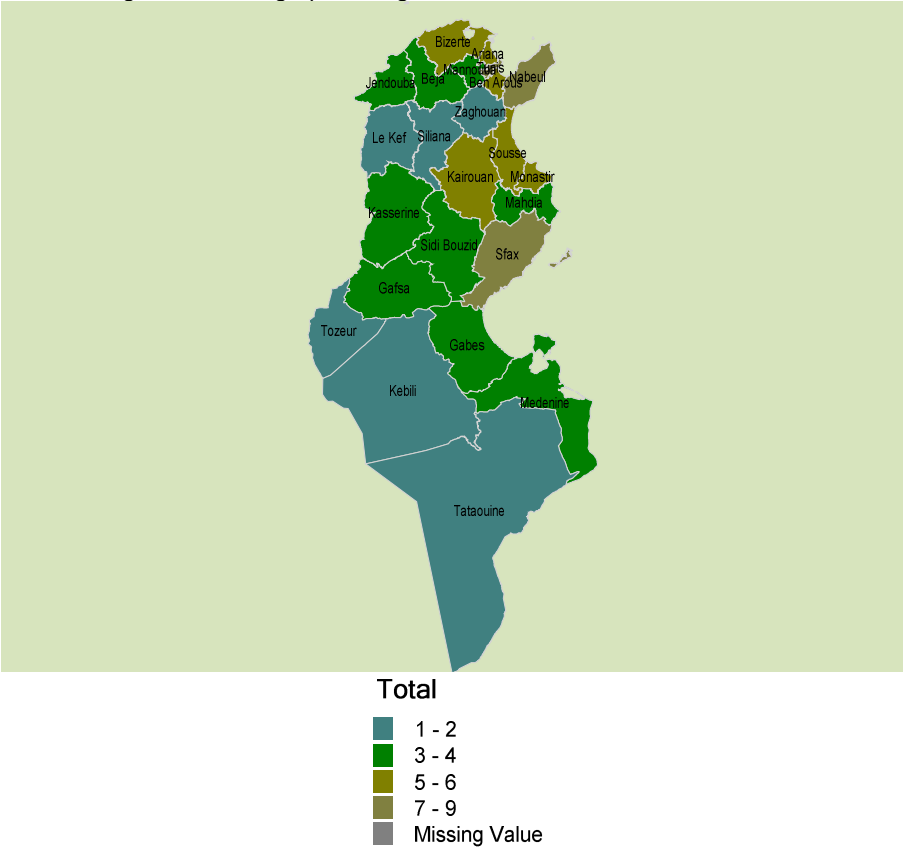 Bizerte
Ariana
Mannouba
Tunis
Nabeul
Jendouba
Beja
Ben Arous
Zaghouan
Le Kef
Siliana
Sousse
Kairouan
Monastir
Kasserine
Mahdia
Sidi Bouzid
Sfax
Gafsa
Tozeur
Gabes
Kebili
Medenine
Tataouine
Total
1 - 2
3 - 4
5 - 6
7 - 9
Missing Value